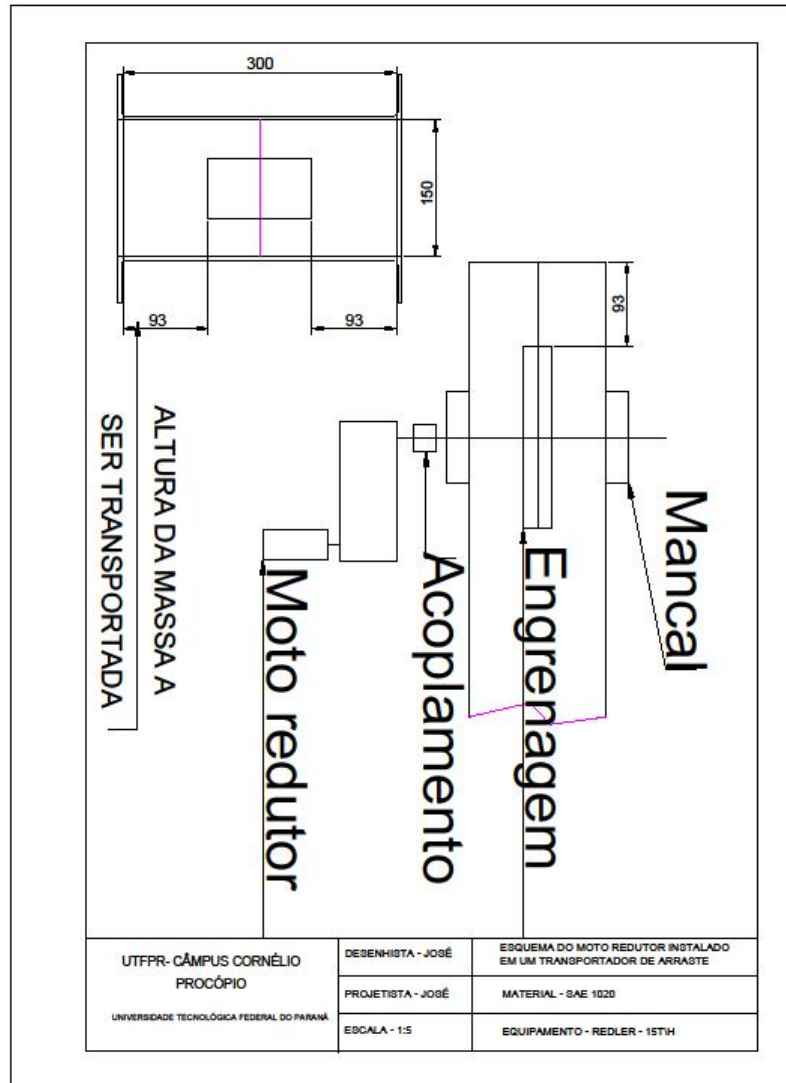 300
150
93
93
93
ALTURA DA MASSA A
SER TRANSPORTADA
Moto redutor
Acoplamento
Engrenagem
Mancal
UTFPR- CÂMPUS CORNÉLIO
PROCÓPIO
UNIVERSIDADE TECNOLÓGICA FEDERAL DO PARANÁ
DESENHISTA - JOSÉ
ESQUEMA DO MOTO REDUTOR INSTALADO
EM UM TRANSPORTADOR DE ARRASTE
PROJETISTA - JOSÉ
MATERIAL - SAE 1020
ESCALA - 1:5
EQUIPAMENTO - REDLER - 15T\H